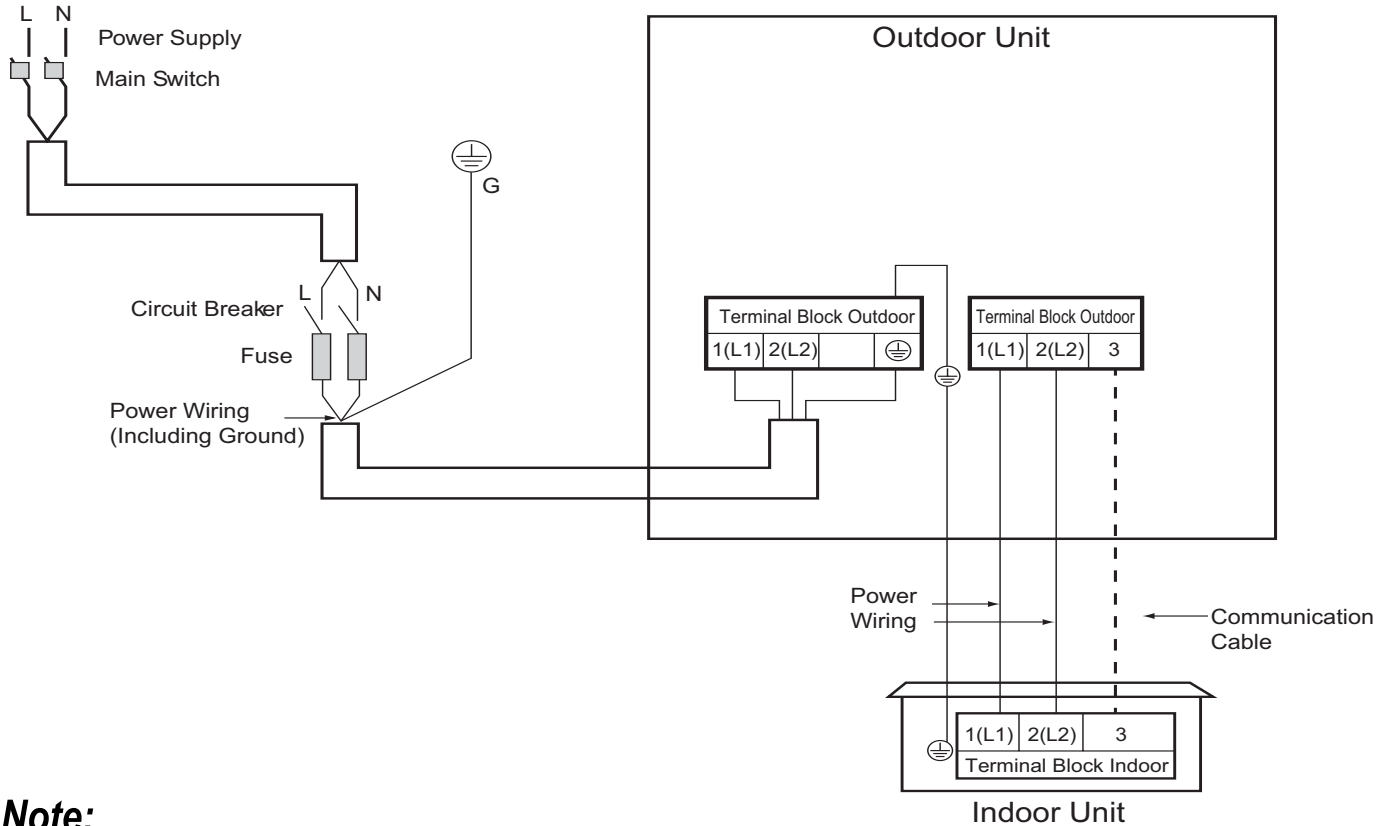 L N
Power Supply
Main Switch
Outdoor Unit
G
L N
Circuit Breaker
Fuse
Power Wiring
(Including Ground)
Terminal Block Outdoor
1(L1) 2(L2)
Terminal Block Outdoor
1(L1) 2(L2) 3
Power
Wiring
Communication
Cable
1(L1) 2(L2) 3
Terminal Block Indoor
Indoor Unit
Note: